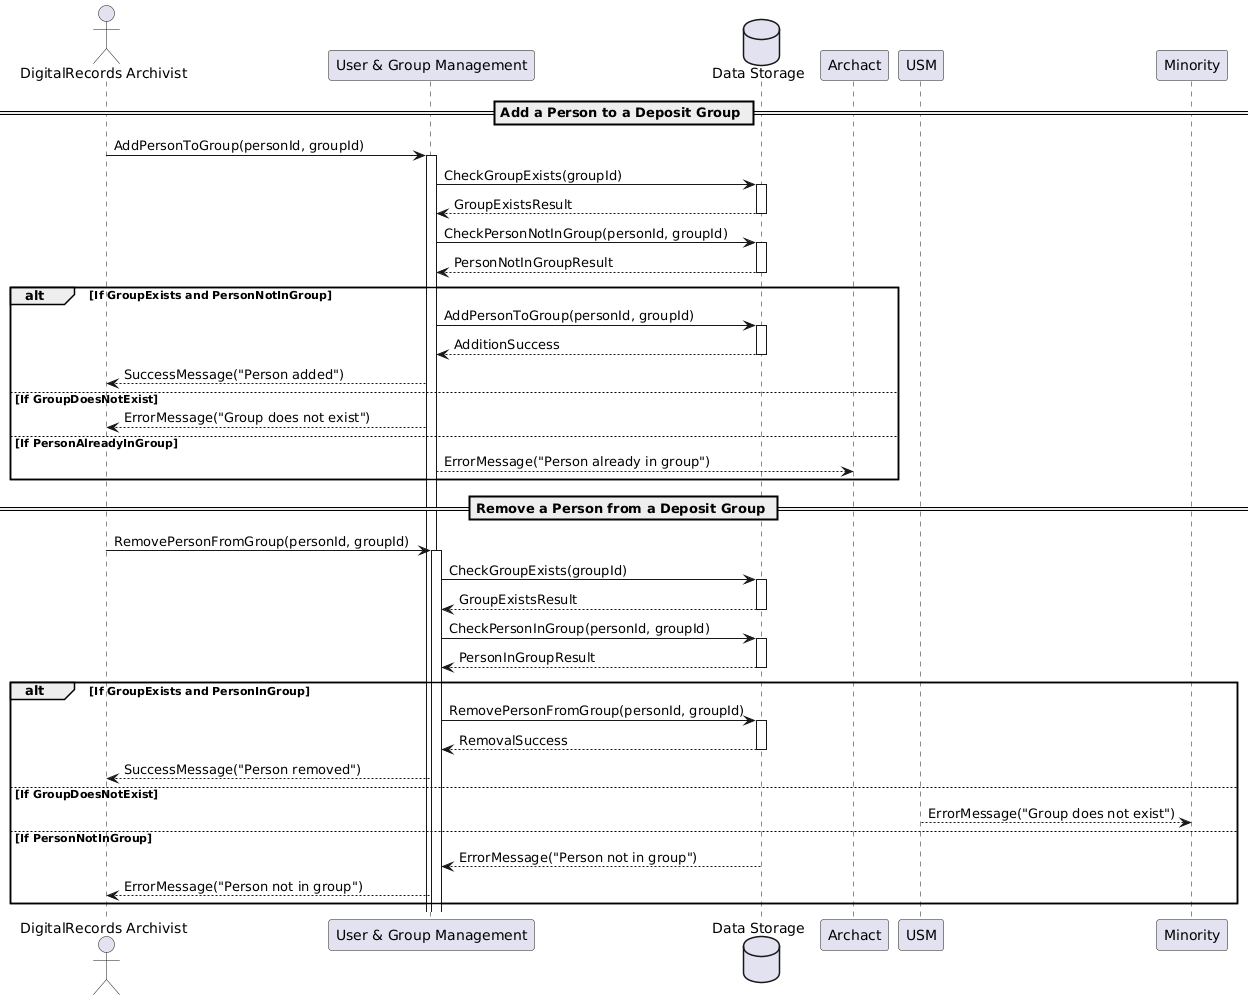 DigitalRecords Archivist
User & Group Management
Data Storage
Archact
USM
Minority
Add a Person to a Deposit Group
AddPersonToGroup(personId, groupId)
CheckGroupExists(groupId)
GroupExistsResult
CheckPersonNotInGroup(personId, groupId)
PersonNotInGroupResult
alt
[If GroupExists and PersonNotInGroup]
AddPersonToGroup(personId, groupId)
AdditionSuccess
SuccessMessage("Person added")
[If GroupDoesNotExist]
ErrorMessage("Group does not exist")
[If PersonAlreadyInGroup]
ErrorMessage("Person already in group")
Remove a Person from a Deposit Group
RemovePersonFromGroup(personId, groupId)
CheckGroupExists(groupId)
GroupExistsResult
CheckPersonInGroup(personId, groupId)
PersonInGroupResult
alt
[If GroupExists and PersonInGroup]
RemovePersonFromGroup(personId, groupId)
RemovalSuccess
SuccessMessage("Person removed")
[If GroupDoesNotExist]
ErrorMessage("Group does not exist")
[If PersonNotInGroup]
ErrorMessage("Person not in group")
ErrorMessage("Person not in group")
DigitalRecords Archivist
User & Group Management
Data Storage
Archact
USM
Minority